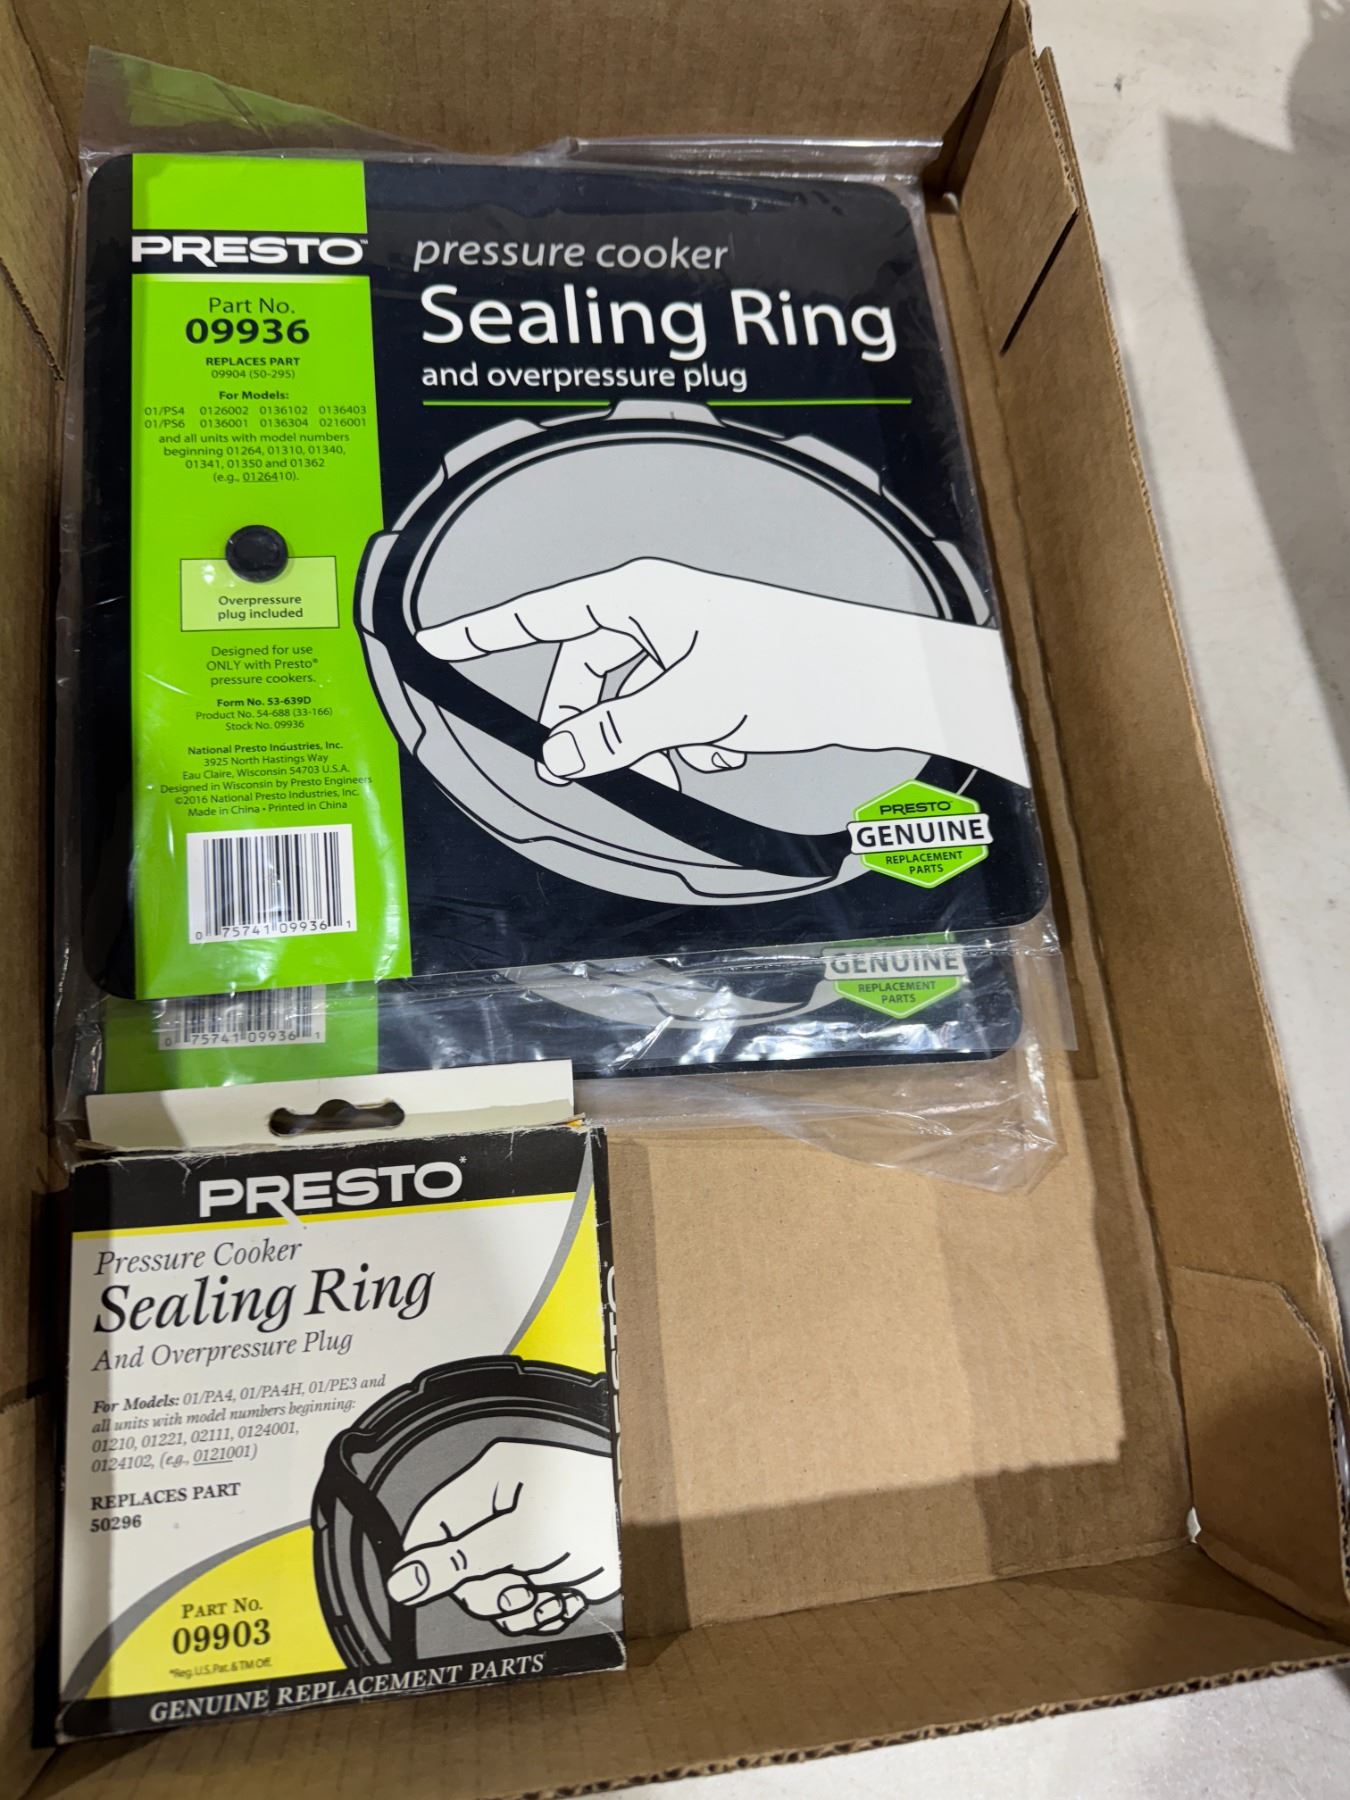 PRESTO™
Part No.
09936
REPLACES PART
09904 (50-295)
For Models:
01/PS4 0126002 0136102 0136403
01/PS6 0136001 0136304 0216001
and all units with model numbers
beginning 01264, 01310, 01340,
01341, 01350 and 01362
(e.g., 0126410).
Overpressure
plug included
Designed for use
ONLY with Presto®
pressure cookers.
Form No. 53-639D
Product No. 54-688 (33-166)
Stock No. 09936
National Presto Industries, Inc.
3925 North Hastings Way
Eau Claire, Wisconsin 54703 U.S.A.
Designed in Wisconsin by Presto Engineers
©2016 National Presto Industries, Inc.
Made in China • Printed in China
0 75741 09936 1
pressure cooker
Sealing Ring
and overpressure plug
PRESTO
GENUINE
REPLACEMENT
PARTS
GENUINE
REPLACEMENT
PARTS
0 75741 09936 1
PRESTO*
Pressure Cooker
Sealing Ring
And Overpressure Plug
For Models: 01/PA4, 01/PA4H, 01/PE3 and
all units with model numbers beginning:
01210, 01221, 02111, 0124001,
0124102, (e.g., 0121001)
REPLACES PART
50296
PART NO.
09903
*Reg. U.S. Pat. & TM Off.
GENUINE REPLACEMENT PARTS